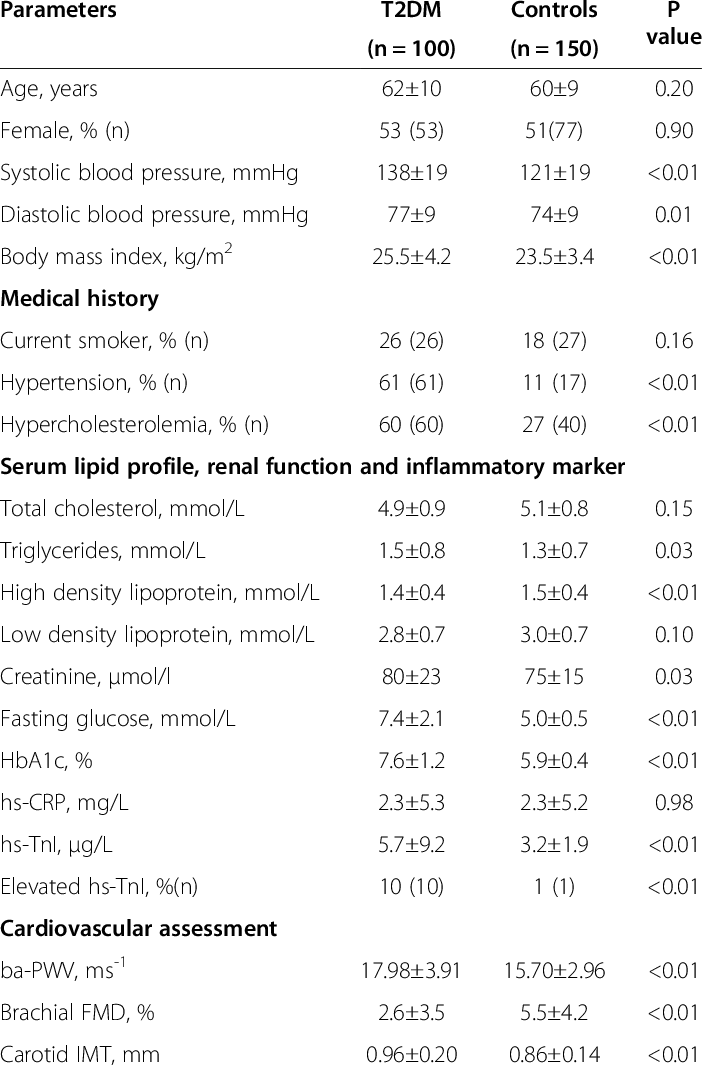 Parameters T2DM Controls P
(n = 100) (n = 150) value
Age, years 62±10 60±9 0.20
Female, % (n) 53 (53) 51(77) 0.90
Systolic blood pressure, mmHg 138±19 121±19 <0.01
Diastolic blood pressure, mmHg 77±9 74±9 0.01
Body mass index, kg/m² 25.5±4.2 23.5±3.4 <0.01
Medical history
Current smoker, % (n) 26 (26) 18 (27) 0.16
Hypertension, % (n) 61 (61) 11 (17) <0.01
Hypercholesterolemia, % (n) 60 (60) 27 (40) <0.01
Serum lipid profile, renal function and inflammatory marker
Total cholesterol, mmol/L 4.9±0.9 5.1±0.8 0.15
Triglycerides, mmol/L 1.5±0.8 1.3±0.7 0.03
High density lipoprotein, mmol/L 1.4±0.4 1.5±0.4 <0.01
Low density lipoprotein, mmol/L 2.8±0.7 3.0±0.7 0.10
Creatinine, μmol/l 80±23 75±15 0.03
Fasting glucose, mmol/L 7.4±2.1 5.0±0.5 <0.01
HbA1c, % 7.6±1.2 5.9±0.4 <0.01
hs-CRP, mg/L 2.3±5.3 2.3±5.2 0.98
hs-TnI, μg/L 5.7±9.2 3.2±1.9 <0.01
Elevated hs-TnI, %(n) 10 (10) 1 (1) <0.01
Cardiovascular assessment
ba-PWV, ms⁻¹ 17.98±3.91 15.70±2.96 <0.01
Brachial FMD, % 2.6±3.5 5.5±4.2 <0.01
Carotid IMT, mm 0.96±0.20 0.86±0.14 <0.01